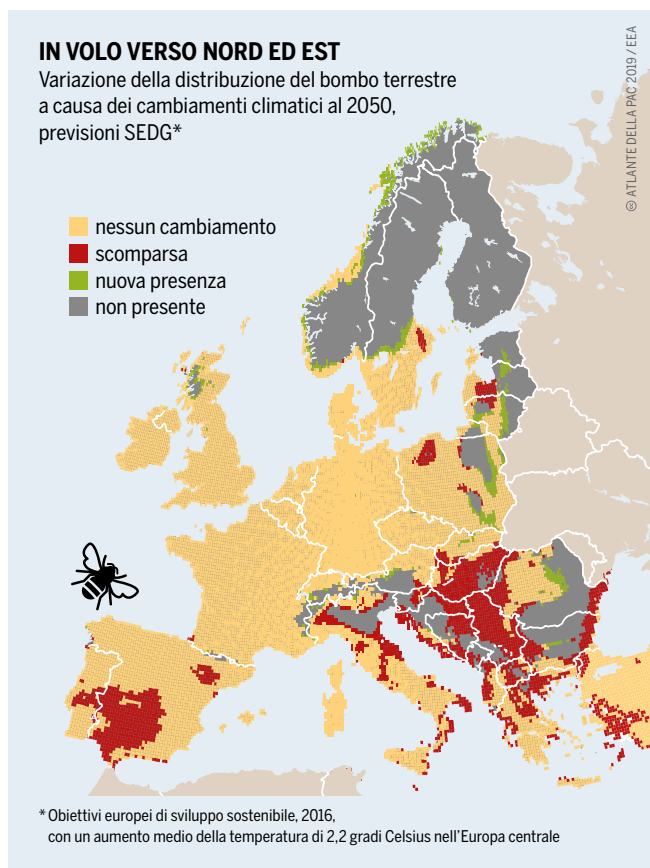 IN VOLO VERSO NORD ED EST
Variazione della distribuzione del bombo terrestre
a causa dei cambiamenti climatici al 2050,
previsioni SEDG*
nessun cambiamento
scomparsa
nuova presenza
non presente
* Obiettivi europei di sviluppo sostenibile, 2016,
con un aumento medio della temperatura di 2,2 gradi Celsius nell'Europa centrale
ATLANTE DELLA PAC 2019 / EEA